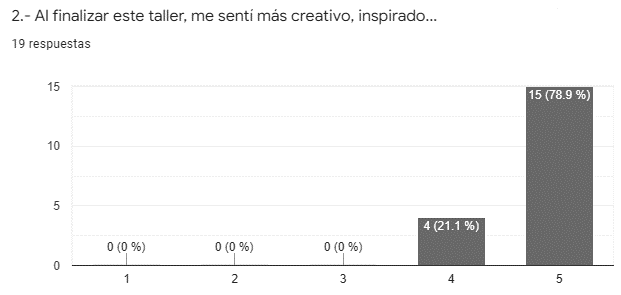 2.- Al finalizar este taller, me sentí más creativo, inspirado...
19 respuestas
15
10
5
0
0 (0 %)
0 (0 %)
0 (0 %)
4 (21.1 %)
15 (78.9 %)
1
2
3
4
5